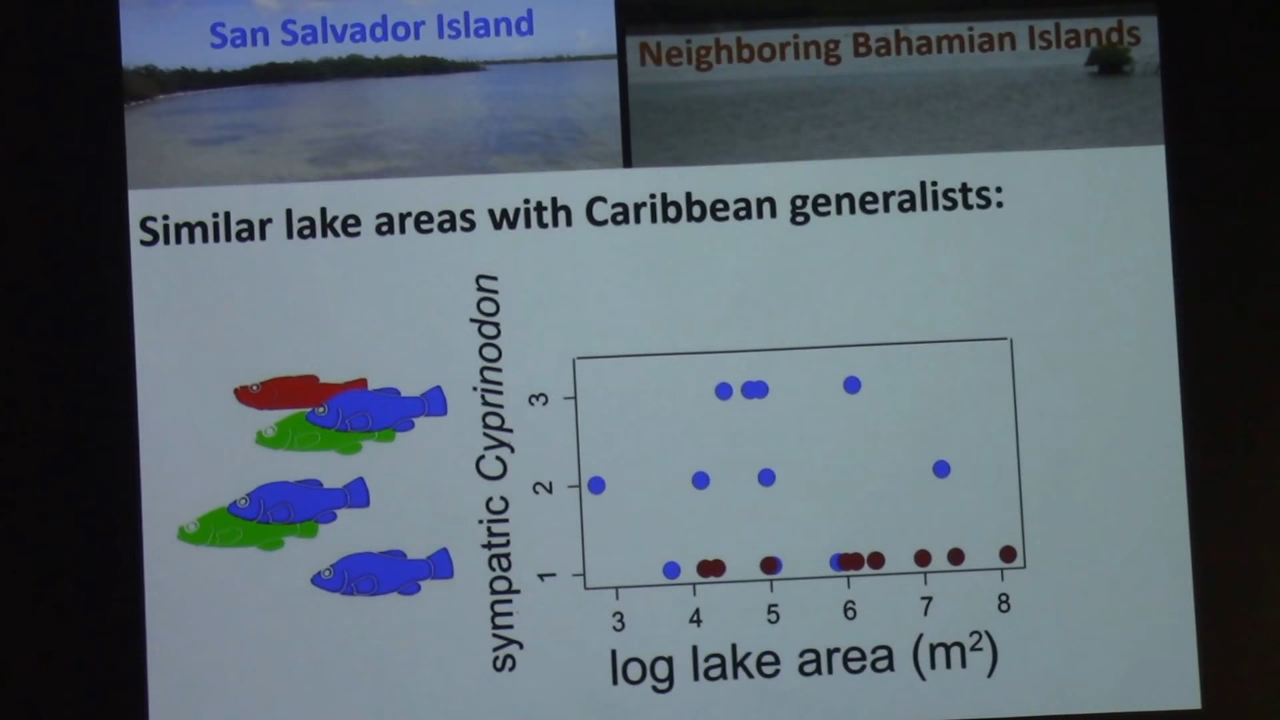 San Salvador Island
Neighboring Bahamian Islands
Similar lake areas with Caribbean generalists:
sympatric Cyprinodon
3
2
1
3 4 5 6 7 8
log lake area (m²)